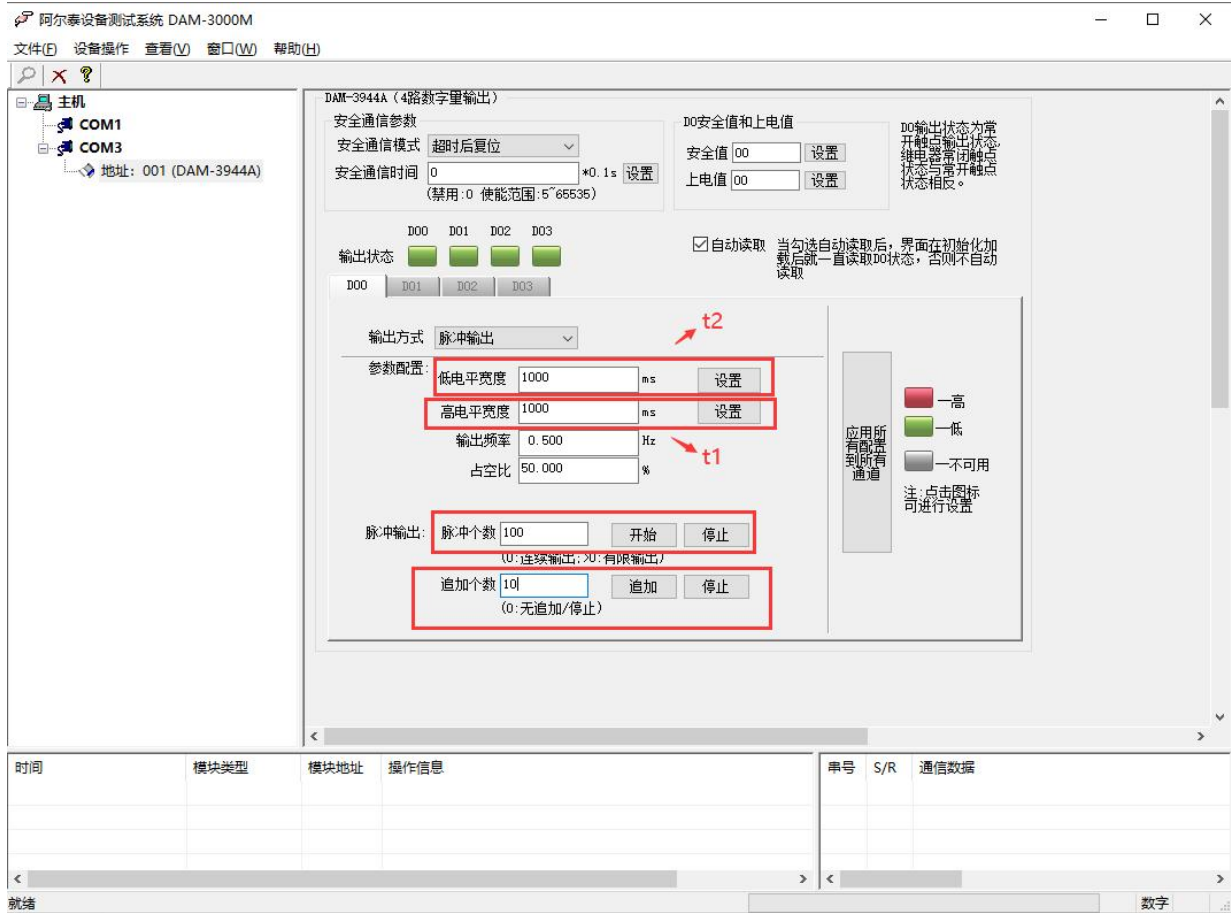 阿尔泰设备测试系统 DAM-3000M
文件(F) 设备操作 查看(V) 窗口(W) 帮助(H)
主机
COM1
COM3
地址：001 (DAM-3944A)
DAM-3944A（4路数字量输出）
安全通信参数
安全通信模式 超时后复位
安全通信时间 0 *0.1s 设置
(禁用:0 使能范围:5~65535)
DO安全值和上电值
安全值 00 设置
上电值 00 设置
DO输出状态为常
开触点输出状态,
继电器常闭触点
状态与常开触点
状态相反。
DO0 DO1 DO2 DO3
输出状态
自动读取 当勾选自动读取后，界面在初始化加
载后就一直读取DO状态，否则不自动
读取
DO0 DO1 DO2 DO3
输出方式 脉冲输出
t2
参数配置:
低电平宽度 1000 ms 设置
高电平宽度 1000 ms 设置
输出频率 0.500 Hz
t1
占空比 50.000 %
脉冲输出: 脉冲个数 100 开始 停止
(0:连续输出;>0:有限输出)
追加个数 10 追加 停止
(0:无追加/停止)
应用所
有配置
到所有
通道
—高
—低
—不可用
注:点击图标
可进行设置
时间 模块类型 模块地址 操作信息
串号 S/R 通信数据
就绪
数字